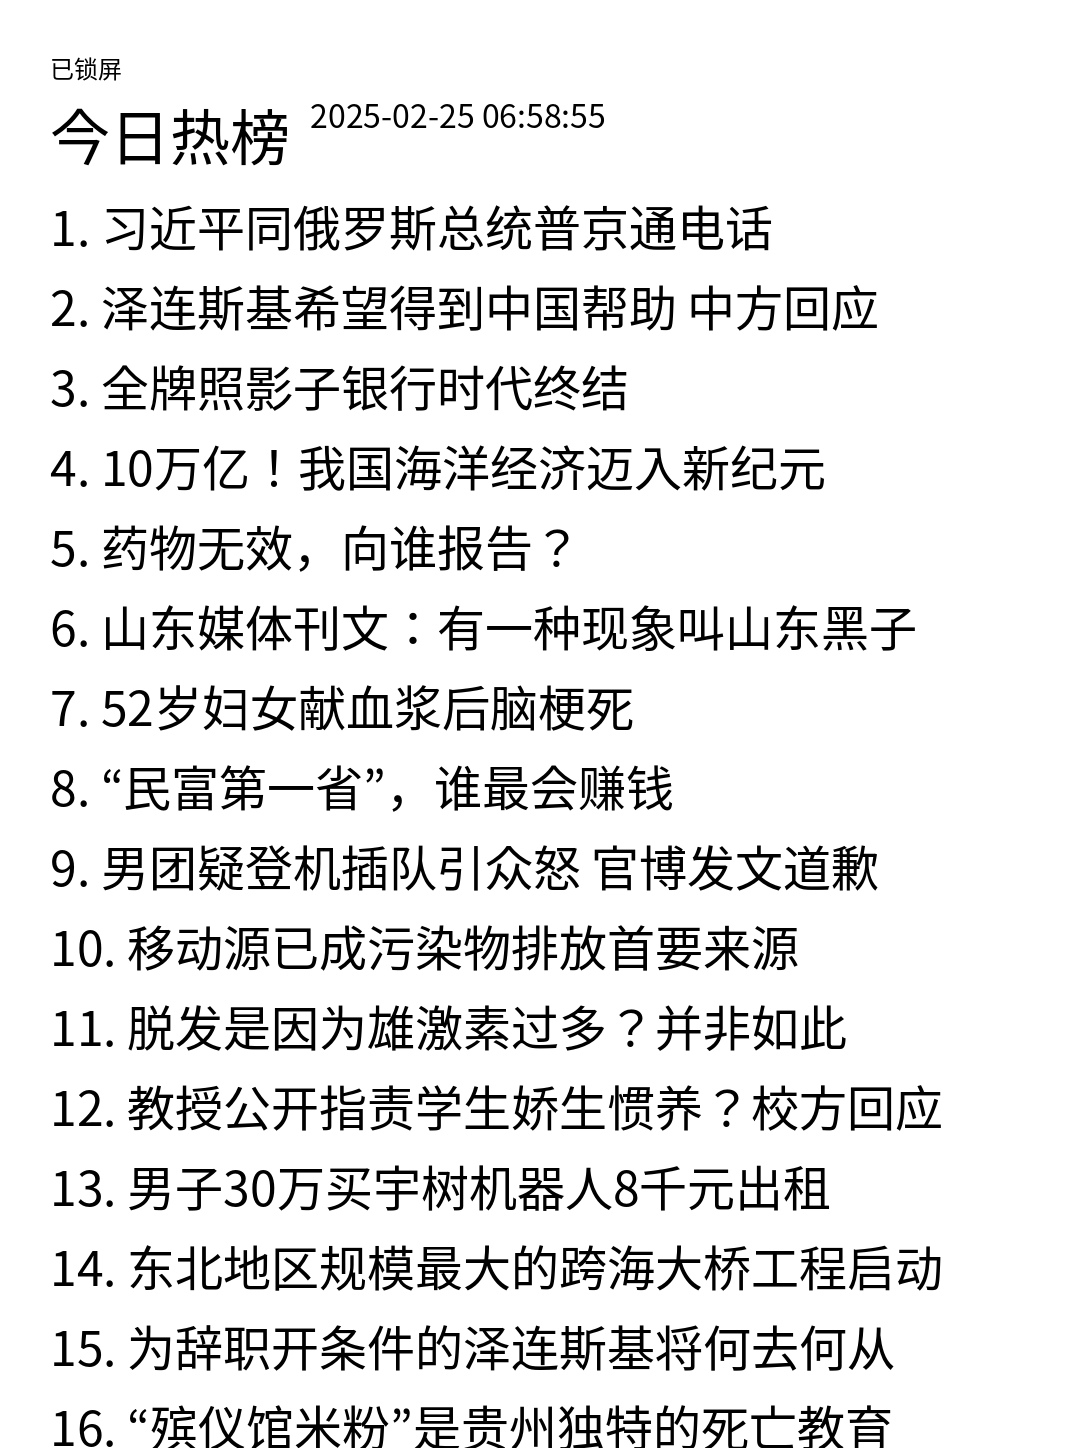 已锁屏
今日热榜 2025-02-25 06:58:55
1. 习近平同俄罗斯总统普京通电话
2. 泽连斯基希望得到中国帮助 中方回应
3. 全牌照影子银行时代终结
4. 10万亿！我国海洋经济迈入新纪元
5. 药物无效，向谁报告？
6. 山东媒体刊文：有一种现象叫山东黑子
7. 52岁妇女献血浆后脑梗死
8. “民富第一省”，谁最会赚钱
9. 男团疑登机插队引众怒 官博发文道歉
10. 移动源已成污染物排放首要来源
11. 脱发是因为雄激素过多？并非如此
12. 教授公开指责学生娇生惯养？校方回应
13. 男子30万买宇树机器人8千元出租
14. 东北地区规模最大的跨海大桥工程启动
15. 为辞职开条件的泽连斯基将何去何从
16. “殡仪馆米粉”是贵州独特的死亡教育